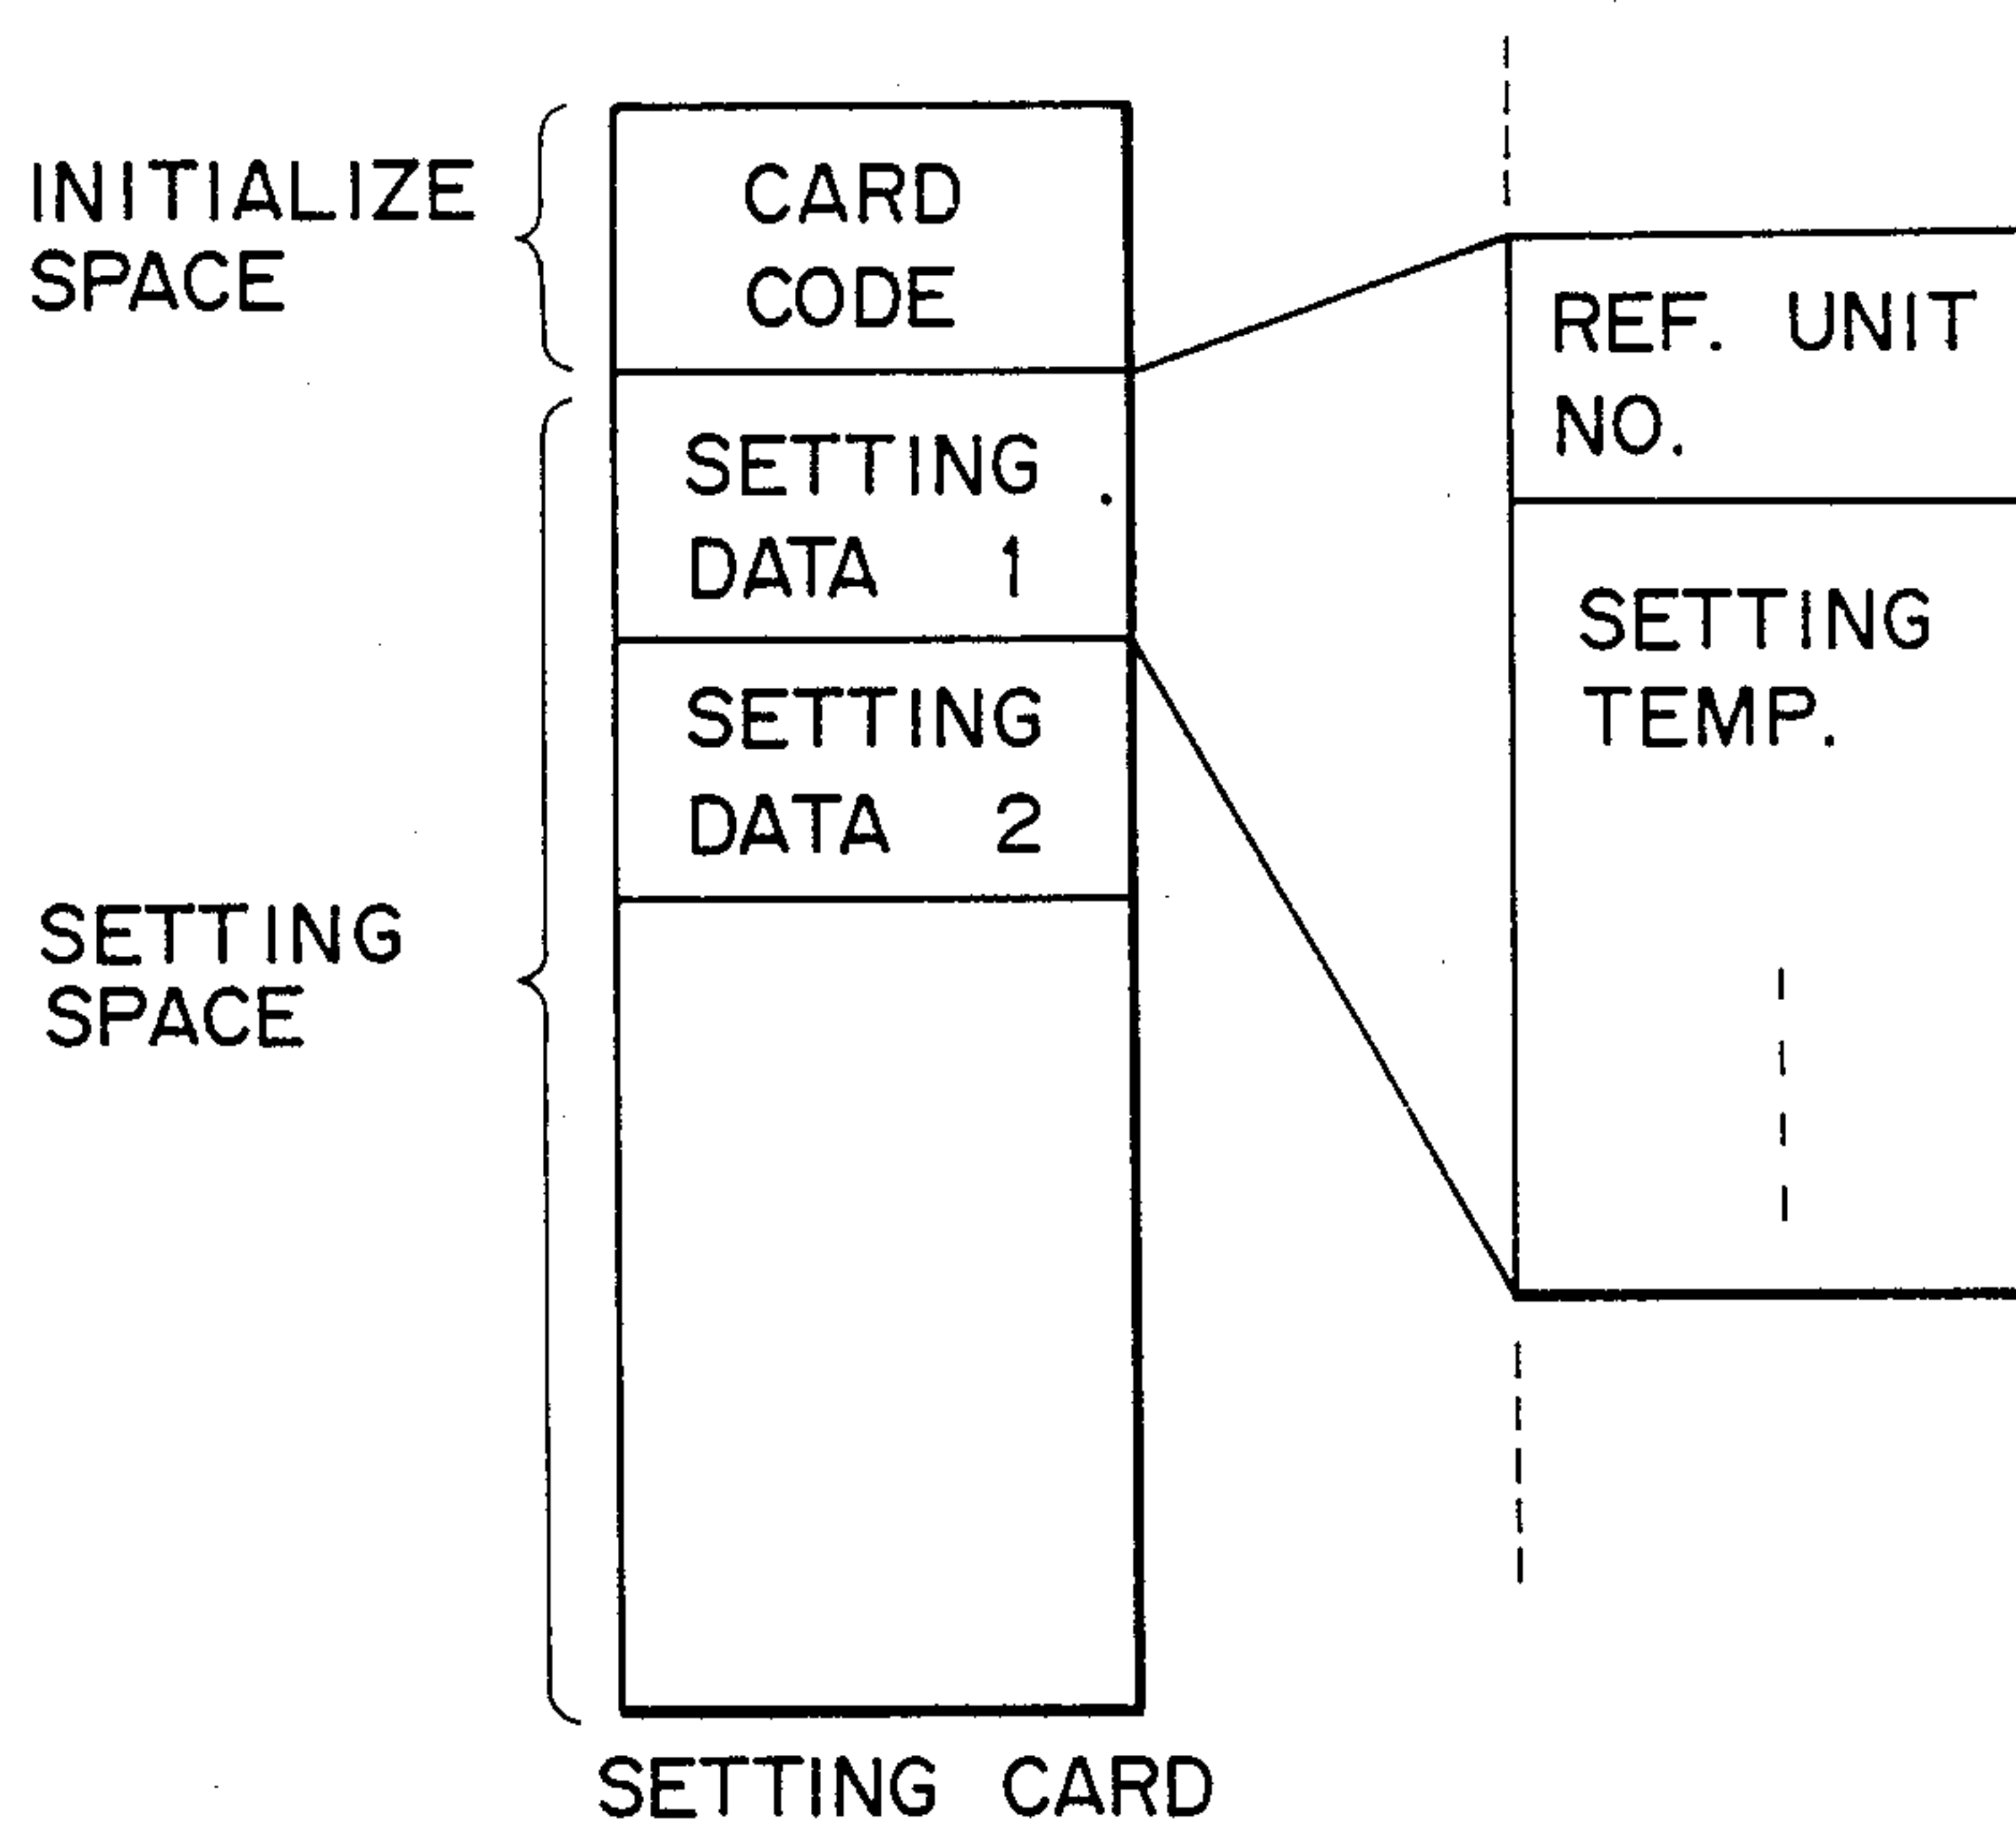 INITIALIZE
SPACE
CARD
CODE
SETTING
DATA 1
SETTING
DATA 2
SETTING
SPACE
SETTING CARD
REF. UNIT
NO.
SETTING
TEMP.